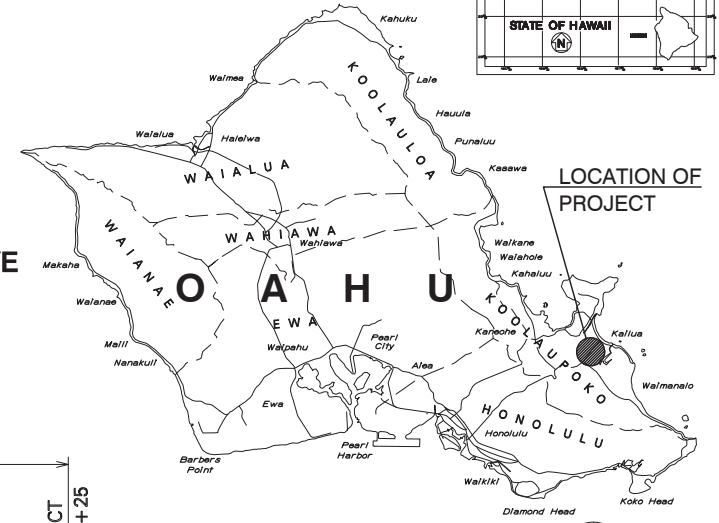 STATE OF HAWAII
N
Kahuku
Waimea
KOOLAULOA
Laie
Hauula
Waialua
Haleiwa
Punaluu
Kaaawa
WAIALUA
LOCATION OF
PROJECT
WAIANAE
WAHIAWA
Wahiawa
Waikane
Waiahole
Kahaluu
VE
Makaha
OAHU
Waianae
KOOLAUPOKO
EWA
Kaneohe
Kailua
Maili
Waipahu
Pearl
City
Nanakuli
Aiea
Waimanalo
Ewa
HONOLULU
Honolulu
Pearl
Harbor
Barbers
Point
Waikiki
Koko Head
Diamond Head
CT
+25